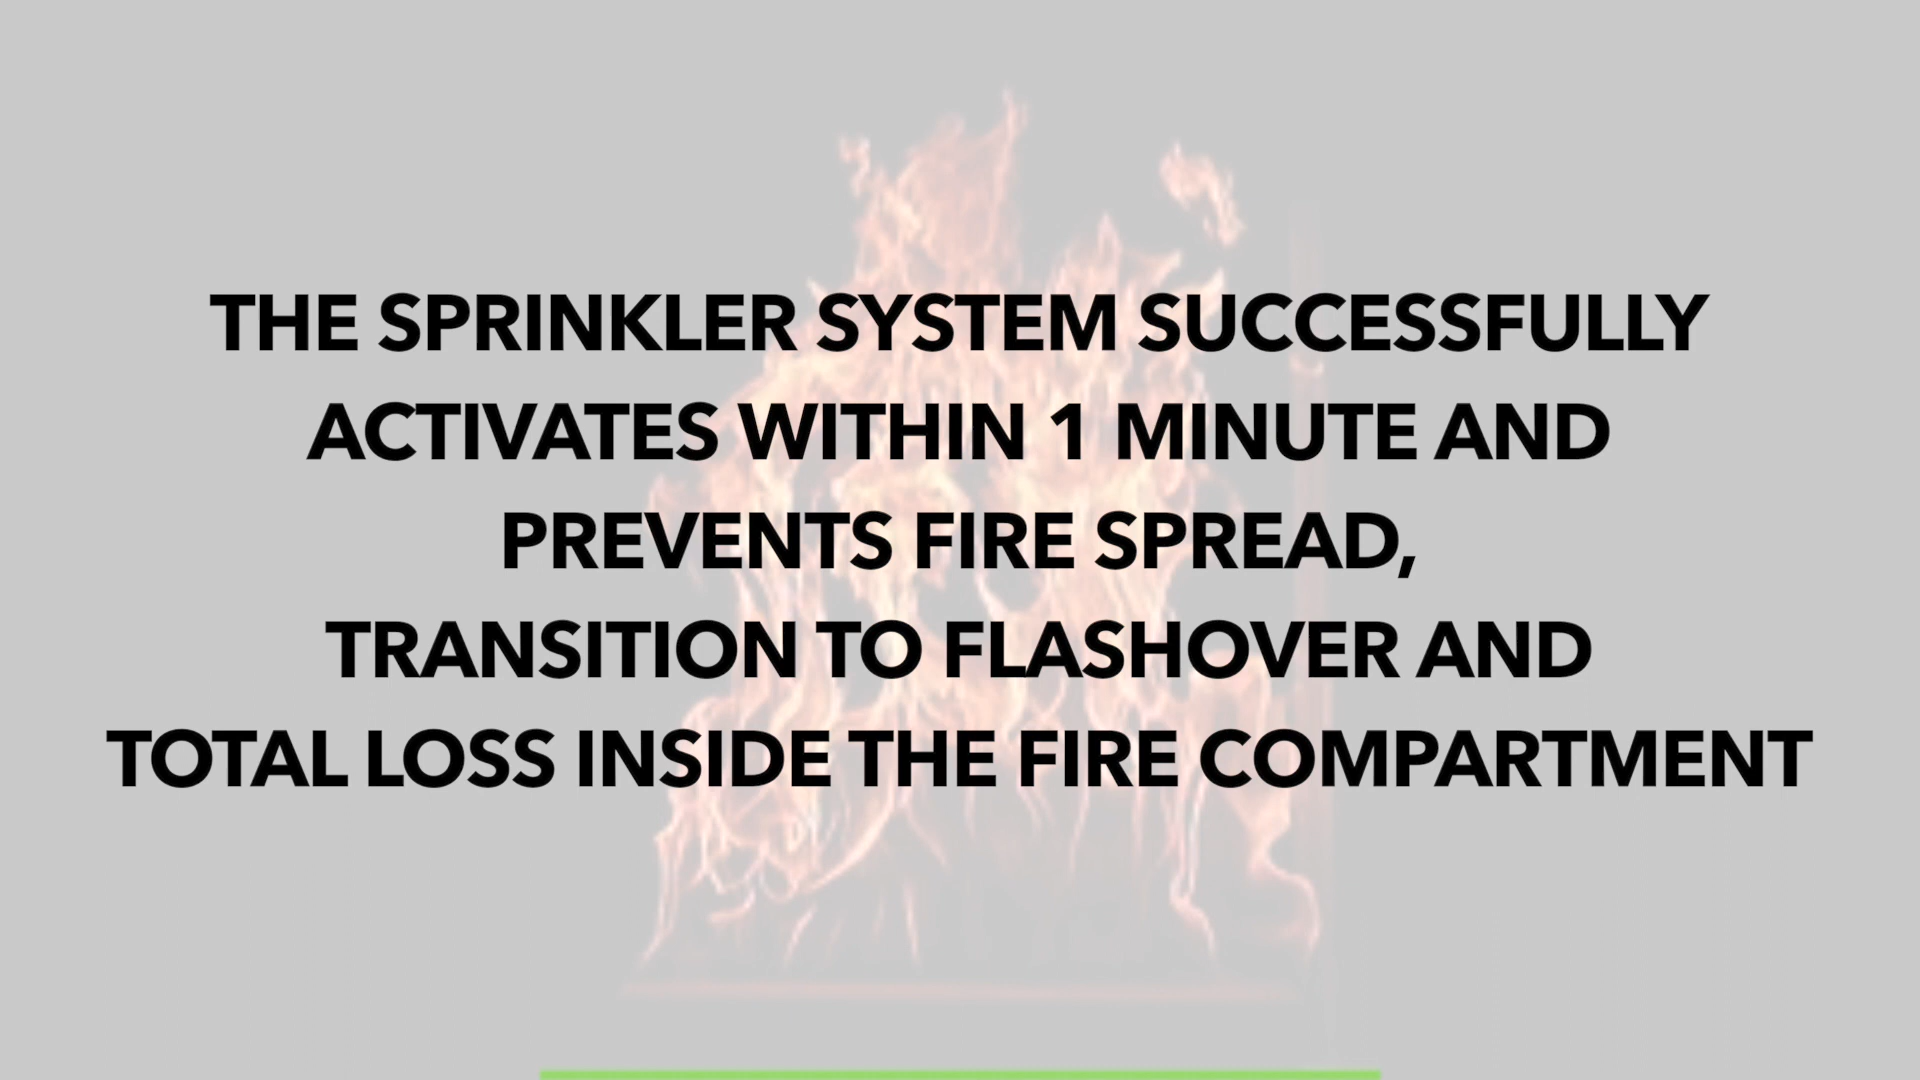 THE SPRINKLER SYSTEM SUCCESSFULLY
ACTIVATES WITHIN 1 MINUTE AND
PREVENTS FIRE SPREAD,
TRANSITION TO FLASHOVER AND
TOTAL LOSS INSIDE THE FIRE COMPARTMENT